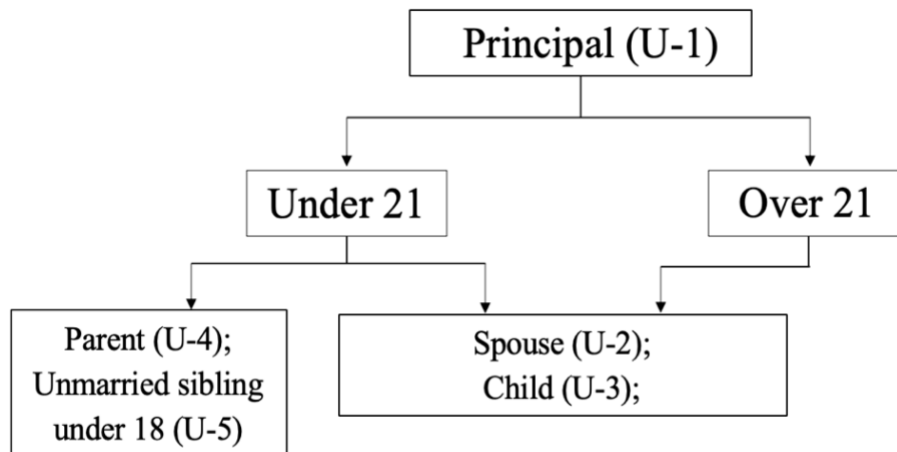 Principal (U-1)
Under 21
Over 21
Parent (U-4);
Unmarried sibling
under 18 (U-5)
Spouse (U-2);
Child (U-3);